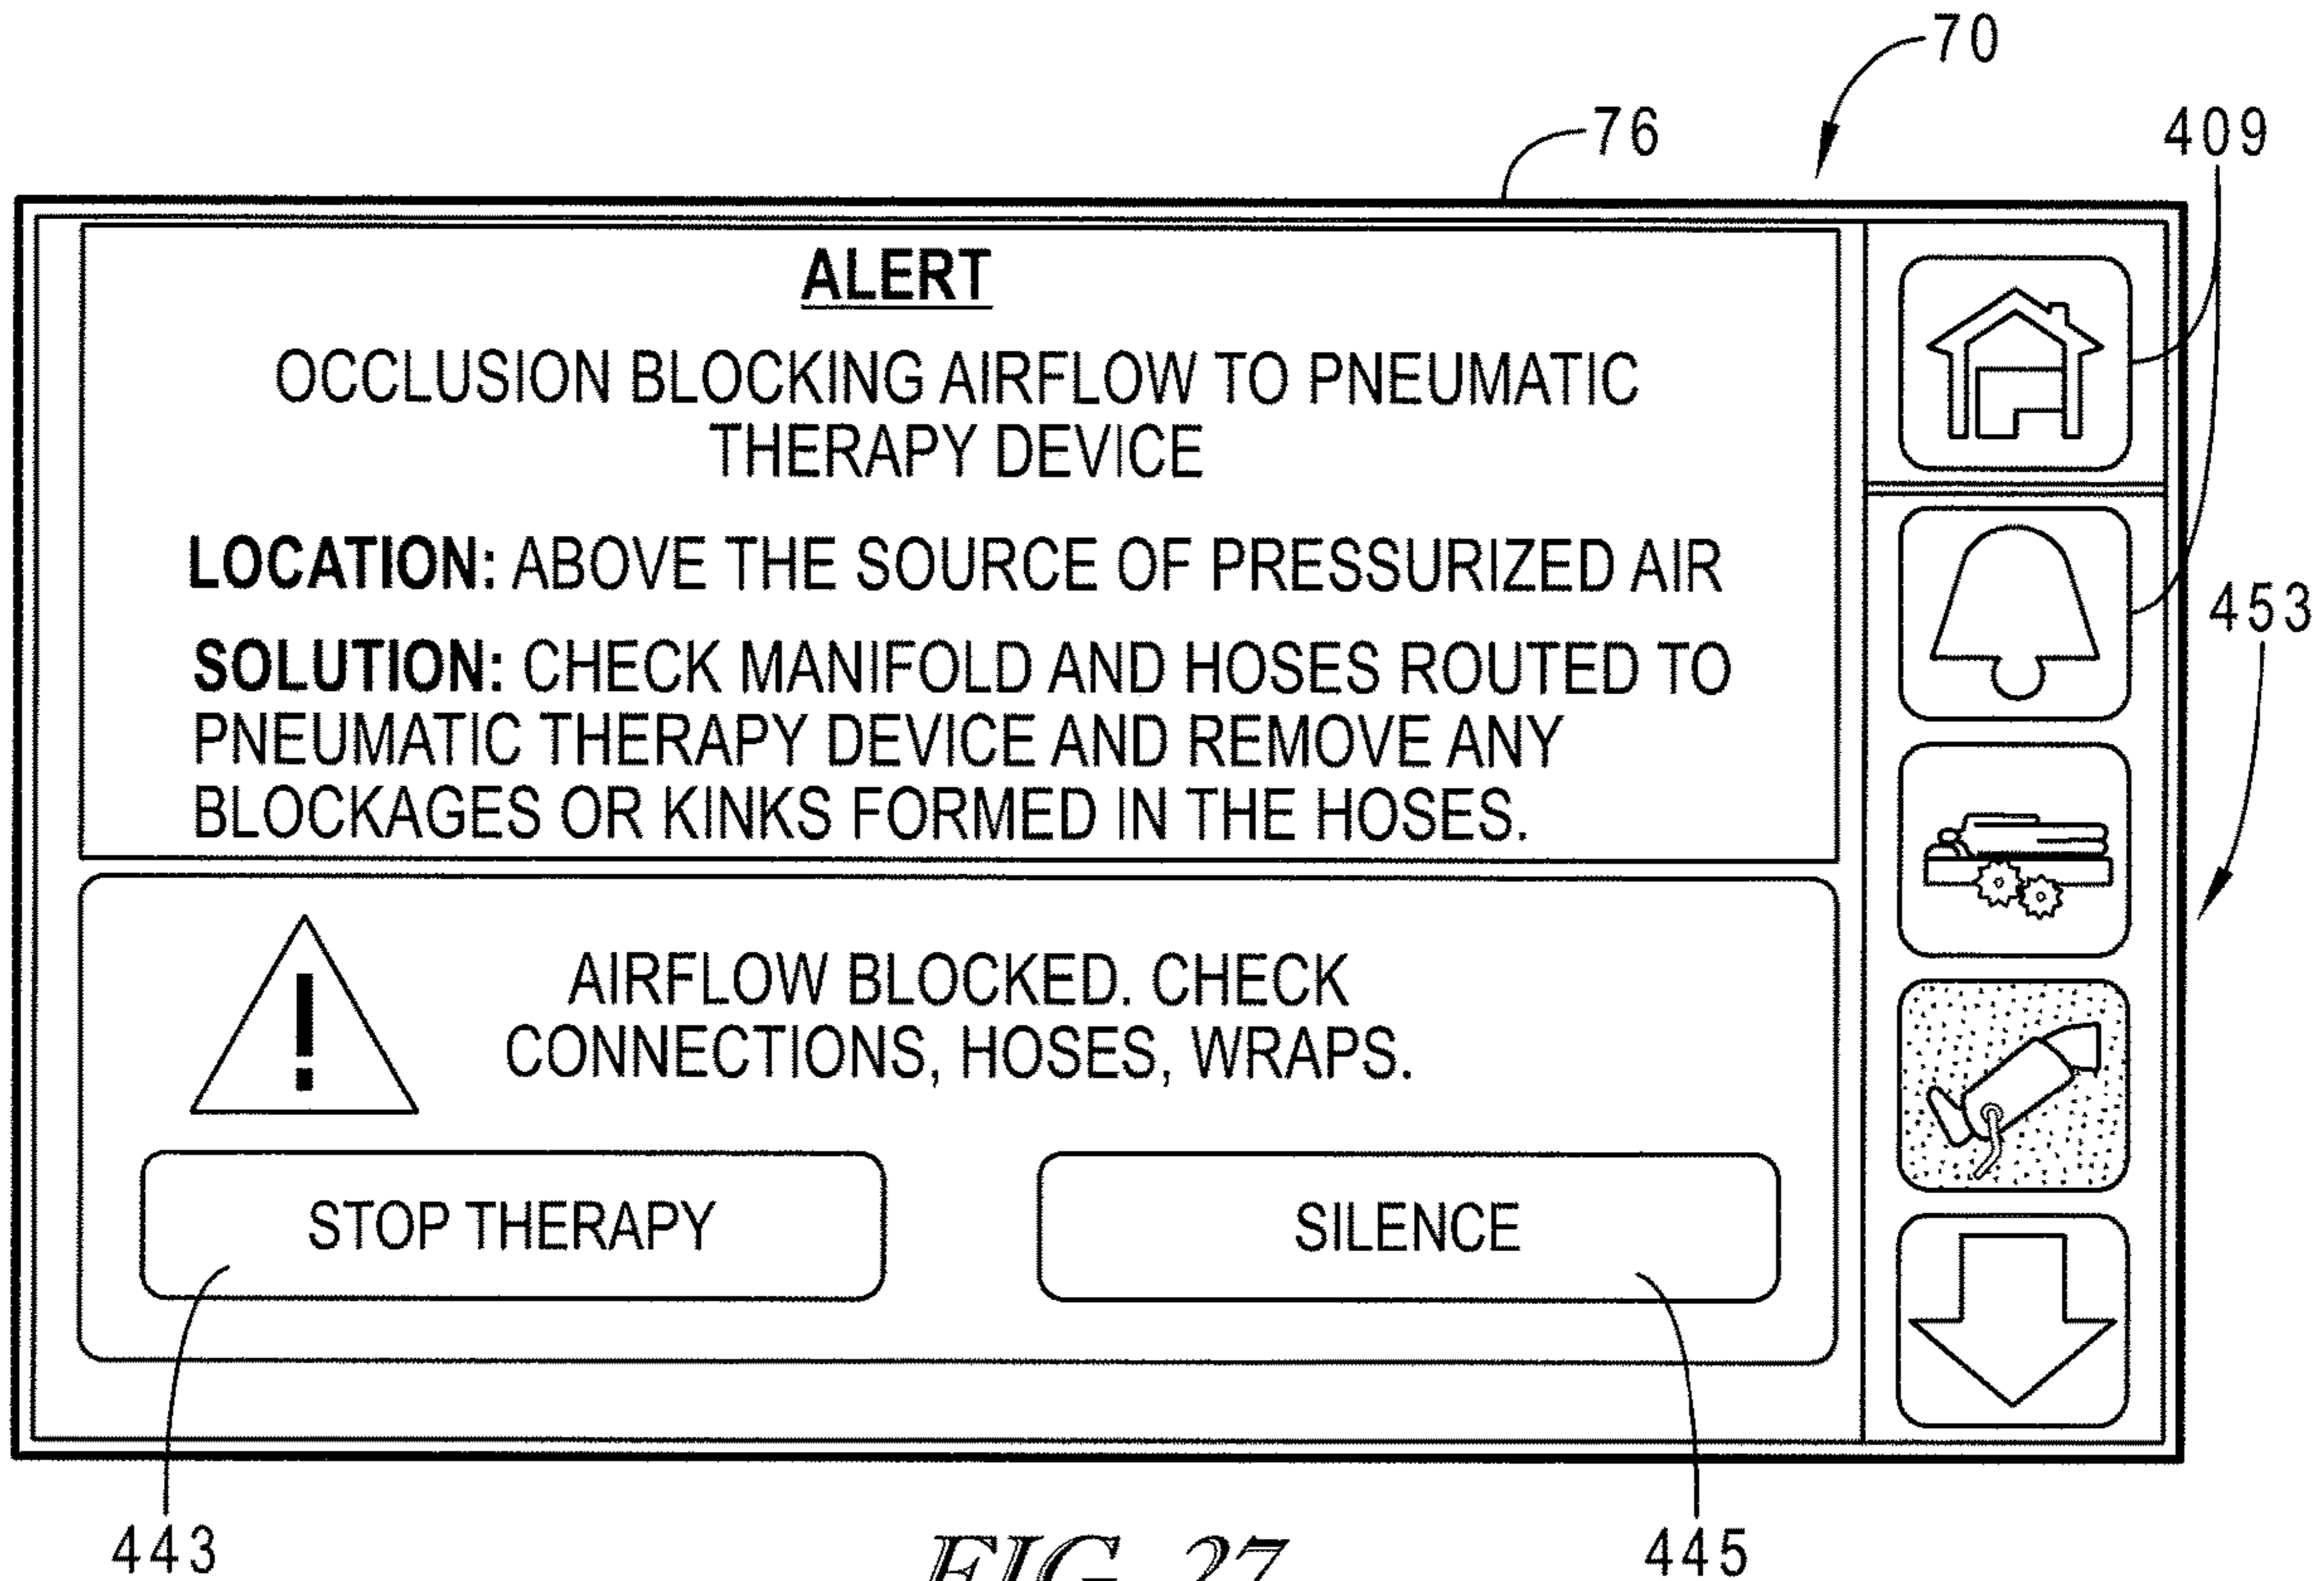 70
76
409
ALERT
OCCLUSION BLOCKING AIRFLOW TO PNEUMATIC
THERAPY DEVICE
LOCATION: ABOVE THE SOURCE OF PRESSURIZED AIR
453
SOLUTION: CHECK MANIFOLD AND HOSES ROUTED TO
PNEUMATIC THERAPY DEVICE AND REMOVE ANY
BLOCKAGES OR KINKS FORMED IN THE HOSES.
!
AIRFLOW BLOCKED. CHECK
CONNECTIONS, HOSES, WRAPS.
STOP THERAPY
SILENCE
443
445
FIG. 27